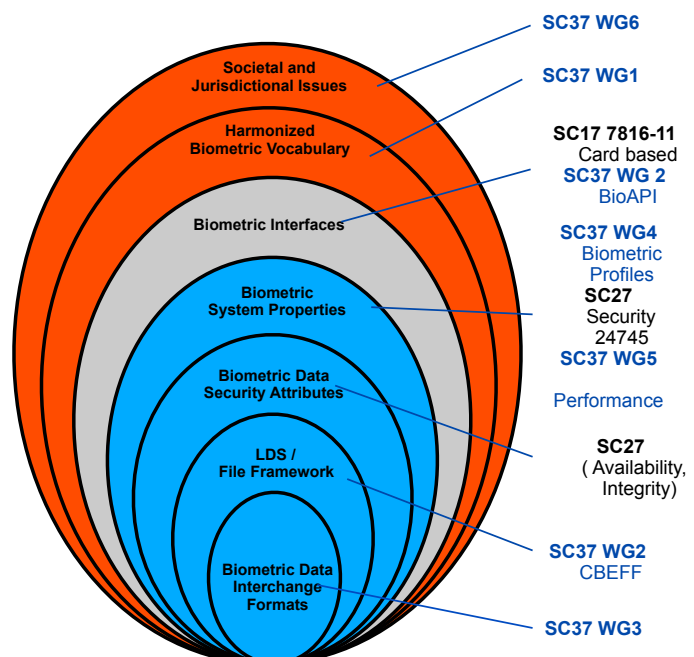 Societal and
Jurisdictional Issues
Harmonized
Biometric Vocabulary
Biometric Interfaces
Biometric
System Properties
Biometric Data
Security Attributes
LDS /
File Framework
Biometric Data
Interchange
Formats
SC37 WG6
SC37 WG1
SC17 7816-11
Card based
SC37 WG 2
BioAPI
SC37 WG4
Biometric
Profiles
SC27
Security
24745
SC37 WG5
Performance
SC27
( Availability,
Integrity)
SC37 WG2
CBEFF
SC37 WG3